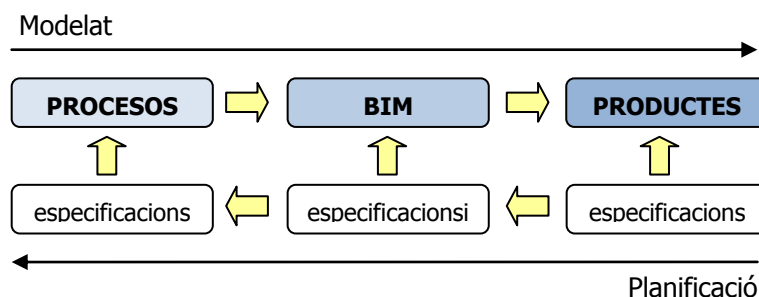 Modelat
PROCESOS BIM PRODUCTES
especificacions especificacionsi especificacions
Planificació